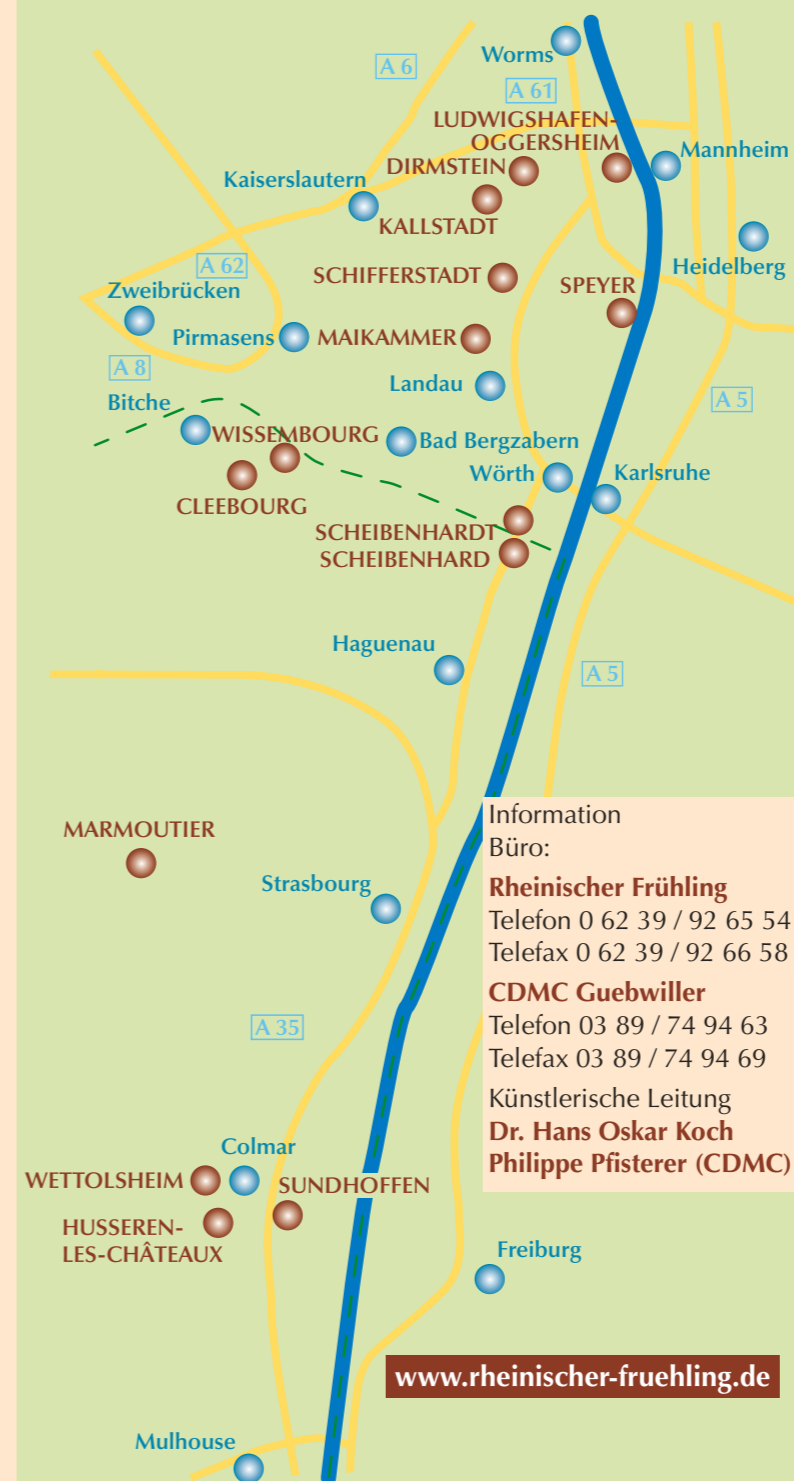 Worms
A 6
A 61
LUDWIGSHAFEN-
OGGERSHEIM
Mannheim
DIRMSTEIN
Kaiserslautern
KALLSTADT
Heidelberg
A 62
SCHIFFERSTADT
SPEYER
Zweibrücken
Pirmasens
MAIKAMMER
A 8
Landau
A 5
Bitche
WISSEMBOURG
Bad Bergzabern
Wörth
Karlsruhe
CLEEBOURG
SCHEIBENHARDT
SCHEIBENHARD
Haguenau
A 5
MARMOUTIER
Strasbourg
A 35
Information
Büro:
Rheinischer Frühling
Telefon 0 62 39 / 92 65 54
Telefax 0 62 39 / 92 66 58
CDMC Guebwiller
Telefon 03 89 / 74 94 63
Telefax 03 89 / 74 94 69
Künstlerische Leitung
Dr. Hans Oskar Koch
Philippe Pfisterer (CDMC)
Colmar
WETTOLSHEIM
SUNDHOFFEN
HUSSEREN-
LES-CHÂTEAUX
Freiburg
www.rheinischer-fruehling.de
Mulhouse